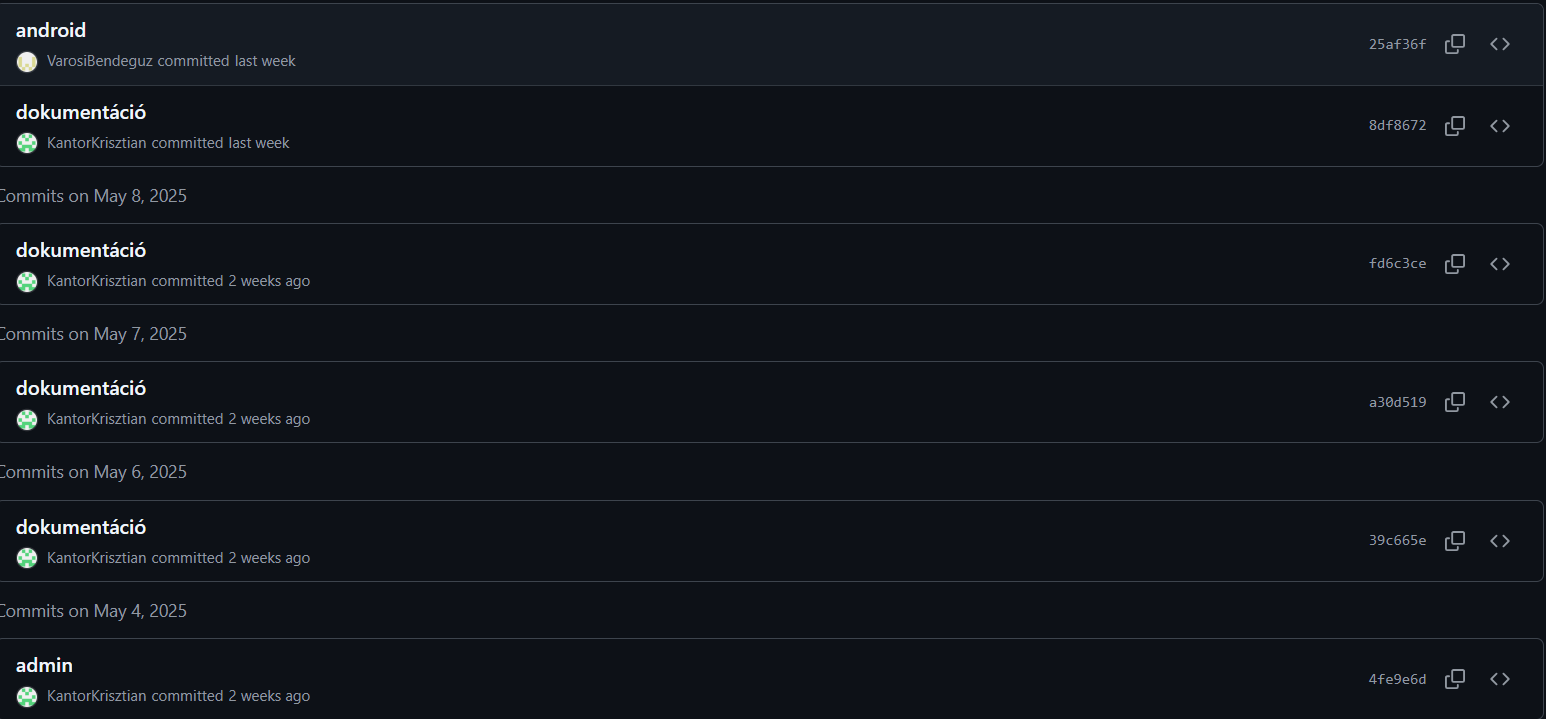 android
25af36f
VarosiBendeguz committed last week
dokumentáció
8df8672
KantorKrisztian committed last week
Commits on May 8, 2025
dokumentáció
fd6c3ce
KantorKrisztian committed 2 weeks ago
Commits on May 7, 2025
dokumentáció
a30d519
KantorKrisztian committed 2 weeks ago
Commits on May 6, 2025
dokumentáció
39c665e
KantorKrisztian committed 2 weeks ago
Commits on May 4, 2025
admin
4fe9e6d
KantorKrisztian committed 2 weeks ago